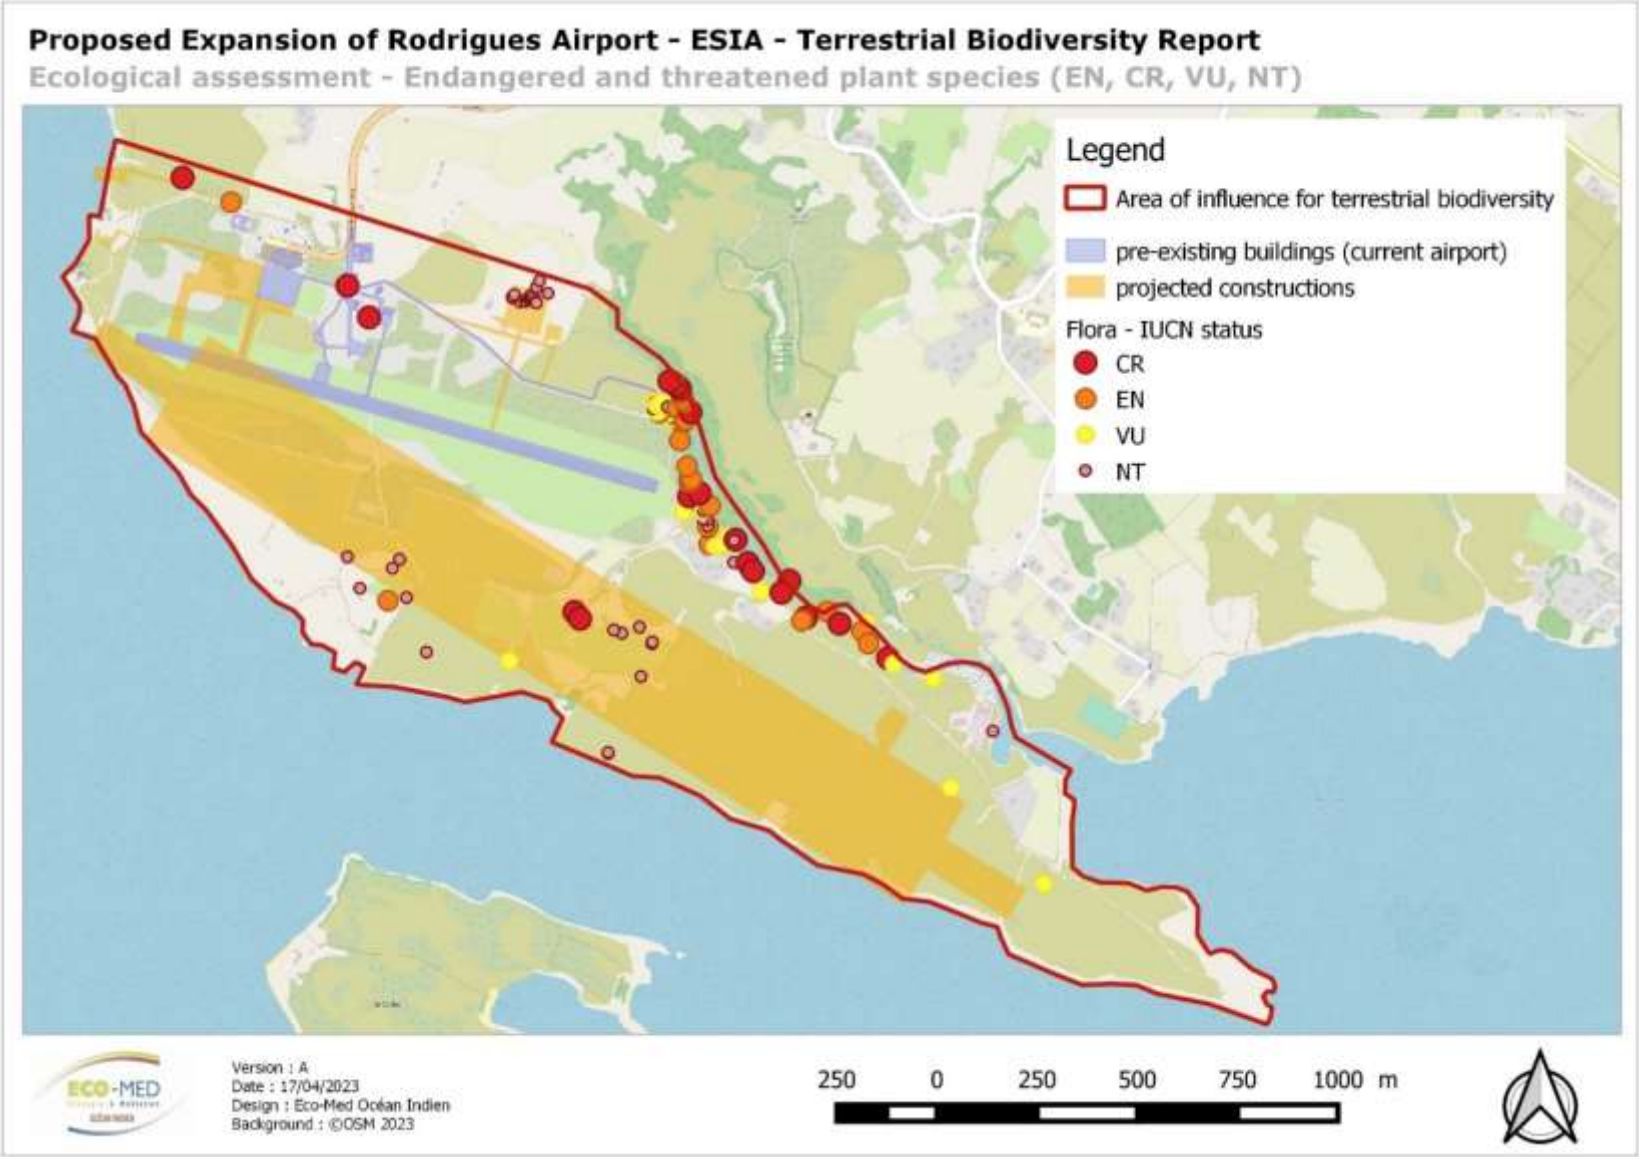 Proposed Expansion of Rodrigues Airport - ESIA - Terrestrial Biodiversity Report
Ecological assessment - Endangered and threatened plant species (EN, CR, VU, NT)
Legend
Area of influence for terrestrial biodiversity
pre-existing buildings (current airport)
projected constructions
Flora - IUCN status
CR
EN
VU
NT
ECO-MED
OCÉAN INDIEN
Version : A
Date : 17/04/2023
Design : Eco-Med Océan Indien
Background : ©OSM 2023
250 0 250 500 750 1000 m